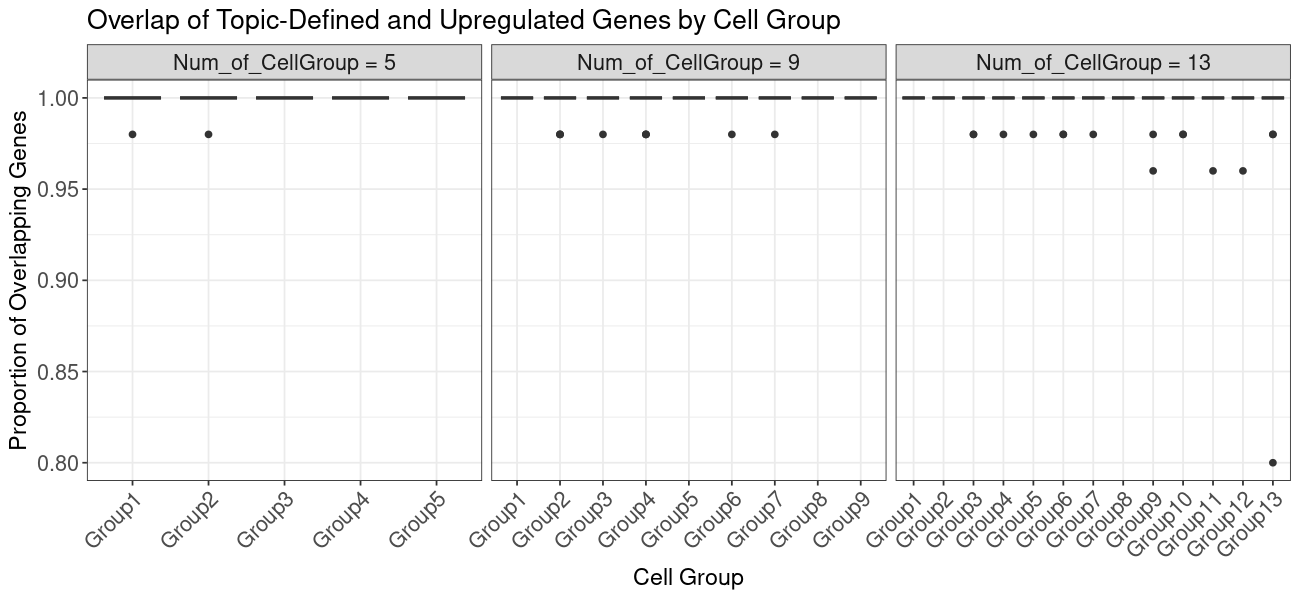 Overlap of Topic-Defined and Upregulated Genes by Cell Group
Num_of_CellGroup = 5
Num_of_CellGroup = 9
Num_of_CellGroup = 13
Proportion of Overlapping Genes
1.00
0.95
0.90
0.85
0.80
Group1
Group2
Group3
Group4
Group5
Group1
Group2
Group3
Group4
Group5
Group6
Group7
Group8
Group9
Group1
Group2
Group3
Group4
Group5
Group6
Group7
Group8
Group9
Group10
Group11
Group12
Group13
Cell Group